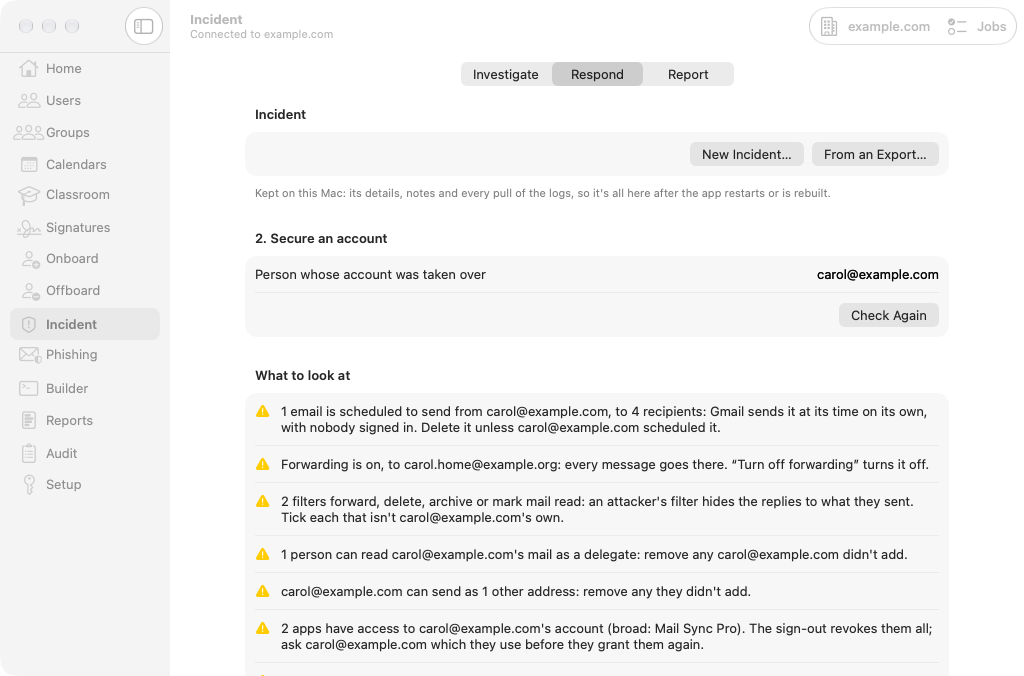 Incident
Connected to example.com
example.com
Jobs
Home
Users
Groups
Calendars
Classroom
Signatures
Onboard
Offboard
Incident
Phishing
Builder
Reports
Audit
Setup
Investigate
Respond
Report
Incident
New Incident...
From an Export...
Kept on this Mac: its details, notes and every pull of the logs, so it's all here after the app restarts or is rebuilt.
2. Secure an account
Person whose account was taken over
carol@example.com
Check Again
What to look at
1 email is scheduled to send from carol@example.com, to 4 recipients: Gmail sends it at its time on its own,
with nobody signed in. Delete it unless carol@example.com scheduled it.
Forwarding is on, to carol.home@example.org: every message goes there. “Turn off forwarding” turns it off.
2 filters forward, delete, archive or mark mail read: an attacker's filter hides the replies to what they sent.
Tick each that isn't carol@example.com's own.
1 person can read carol@example.com's mail as a delegate: remove any carol@example.com didn't add.
carol@example.com can send as 1 other address: remove any they didn't add.
2 apps have access to carol@example.com's account (broad: Mail Sync Pro). The sign-out revokes them all;
ask carol@example.com which they use before they grant them again.